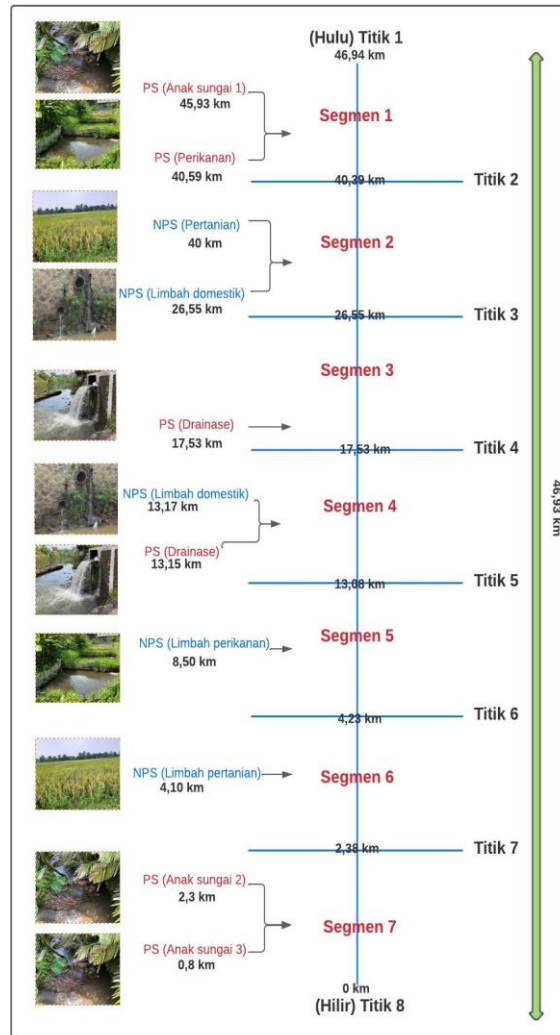 (Hulu) Titik 1
46,94 km
PS (Anak sungai 1)
45,93 km
Segmen 1
PS (Perikanan)
40,59 km
40,39 km
Titik 2
NPS (Pertanian)
40 km
Segmen 2
NPS (Limbah domestik)
26,55 km
26,55 km
Titik 3
Segmen 3
PS (Drainase)
17,53 km
17,53 km
Titik 4
NPS (Limbah domestik)
13,17 km
Segmen 4
PS (Drainase)
13,15 km
13,08 km
Titik 5
46,93 km
NPS (Limbah perikanan)
8,50 km
Segmen 5
4,23 km
Titik 6
NPS (Limbah pertanian)
4,10 km
Segmen 6
2,38 km
Titik 7
PS (Anak sungai 2)
2,3 km
Segmen 7
PS (Anak sungai 3)
0,8 km
0 km
(Hilir) Titik 8